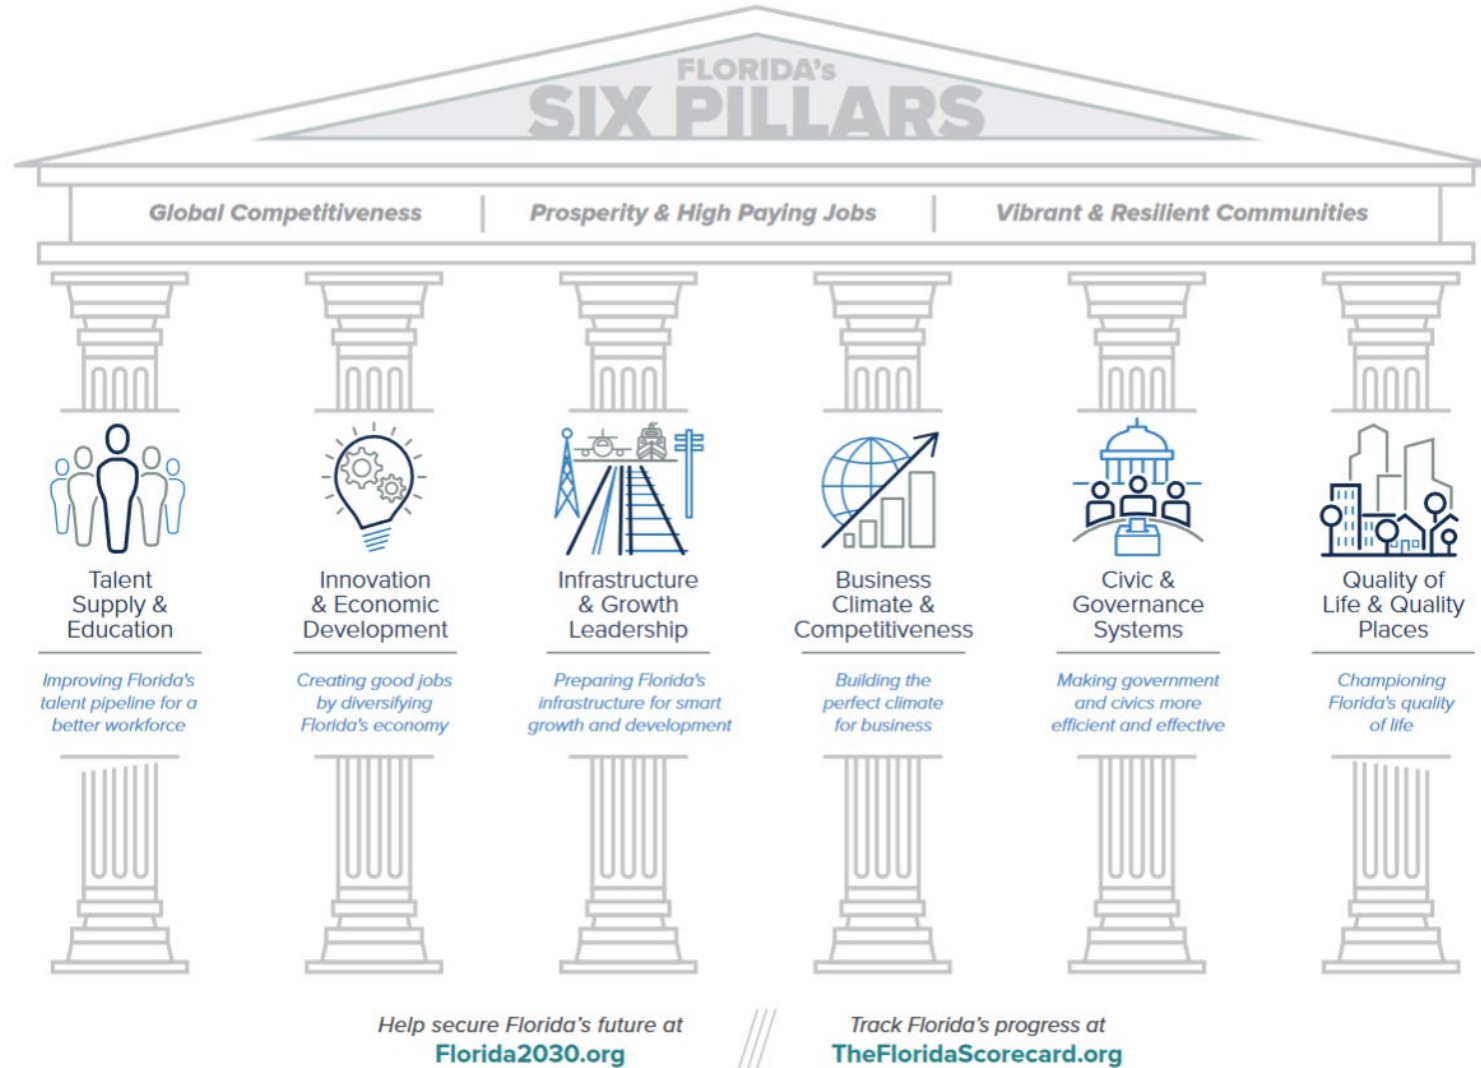 FLORIDA's
SIX PILLARS
Global Competitiveness
Prosperity & High Paying Jobs
Vibrant & Resilient Communities
Talent
Supply &
Education
Improving Florida's
talent pipeline for a
better workforce
Innovation
& Economic
Development
Creating good jobs
by diversifying
Florida's economy
Infrastructure
& Growth
Leadership
Preparing Florida's
infrastructure for smart
growth and development
Business
Climate &
Competitiveness
Building the
perfect climate
for business
Civic &
Governance
Systems
Making government
and civics more
efficient and effective
Quality of
Life & Quality
Places
Championing
Florida's quality
of life
Help secure Florida's future at
Florida2030.org
Track Florida's progress at
TheFloridaScorecard.org